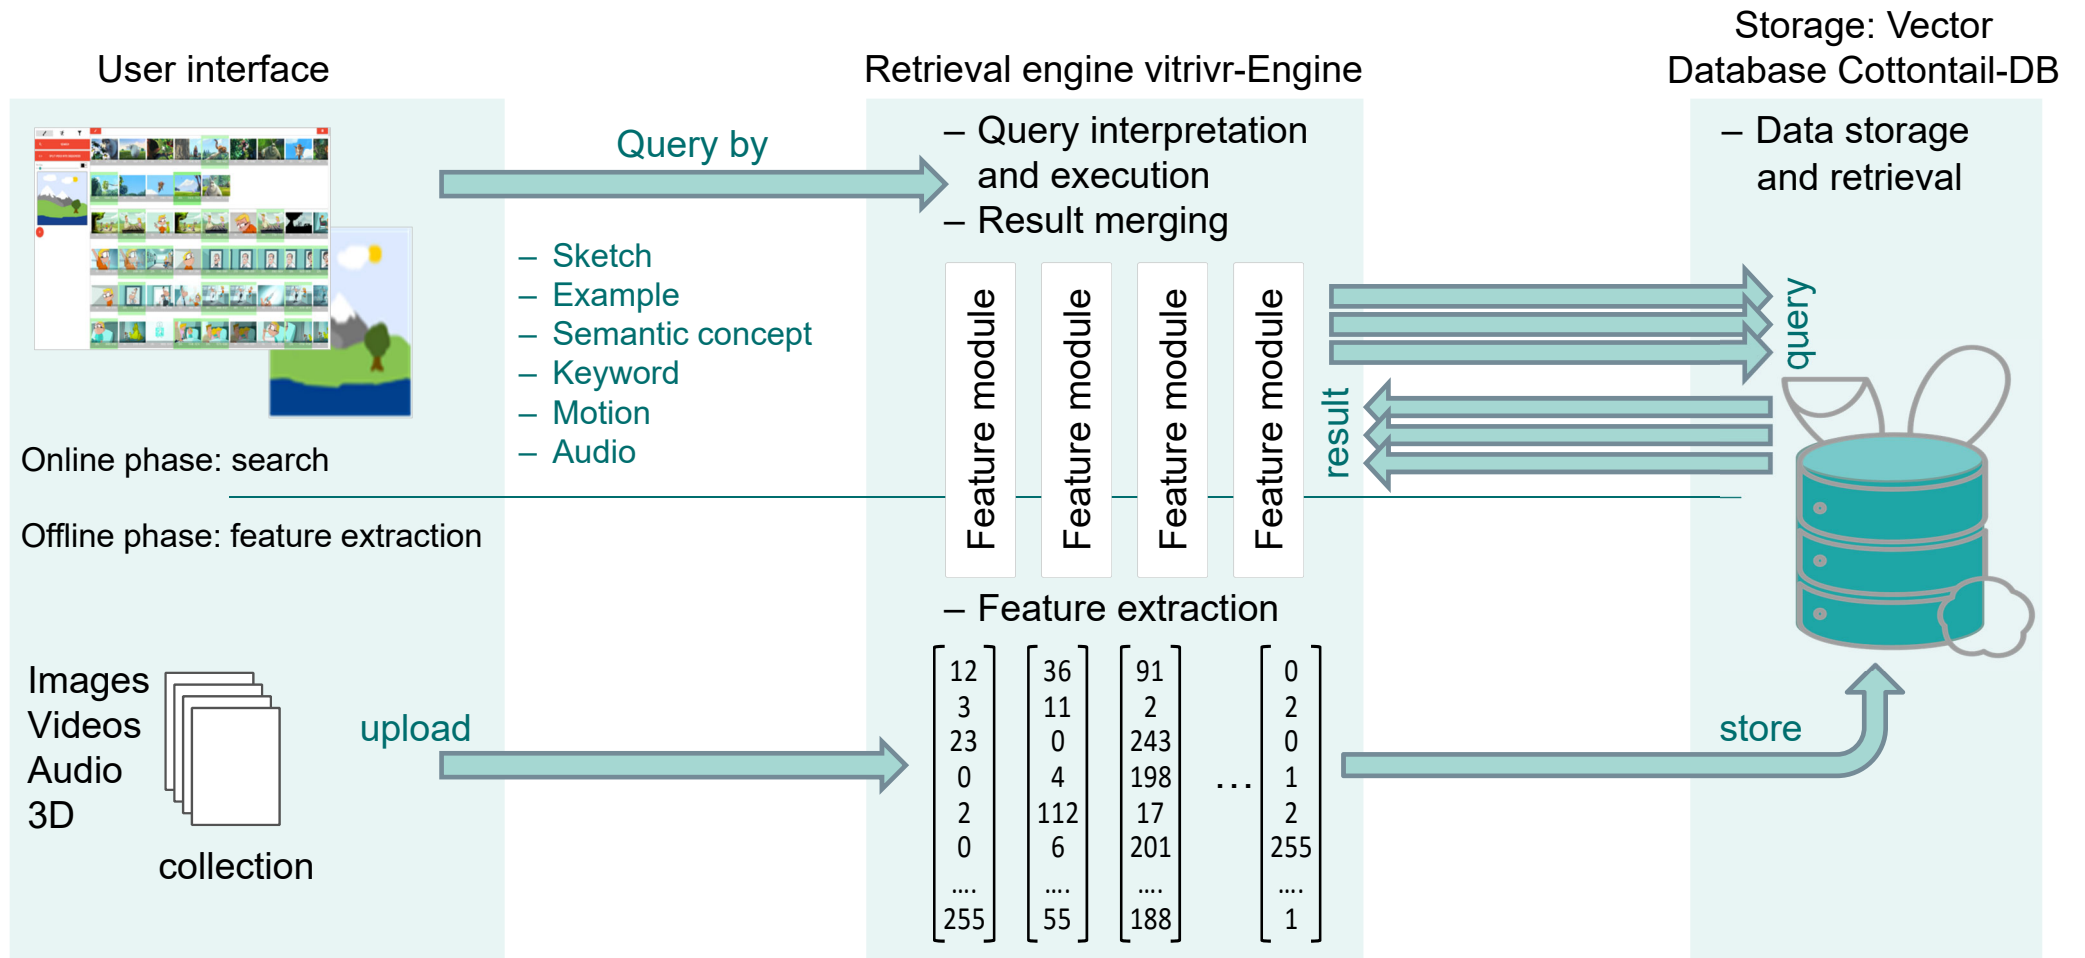 User interface
Retrieval engine vitrivr-Engine
Storage: Vector
Database Cottontail-DB
Query by
– Sketch
– Example
– Semantic concept
– Keyword
– Motion
– Audio
– Query interpretation
and execution
– Result merging
Feature module
Feature module
Feature module
Feature module
query
result
– Data storage
and retrieval
Online phase: search
Offline phase: feature extraction
– Feature extraction
Images
Videos
Audio
3D
collection
upload
12 36 91 0
3 11 2 2
23 0 243 0
0 4 198 ... 1
2 112 17 2
0 6 201 255
.... .... .... ....
255 55 188 1
store